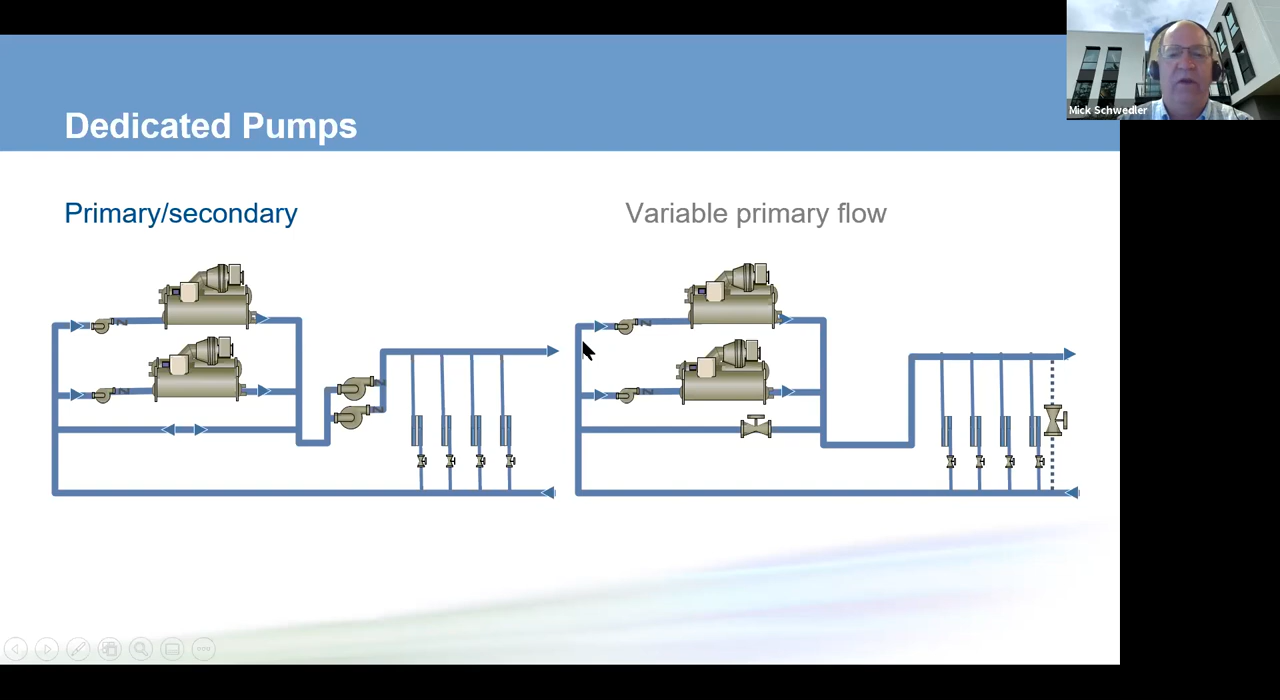 Mick Schwedler
Dedicated Pumps
Primary/secondary
Variable primary flow